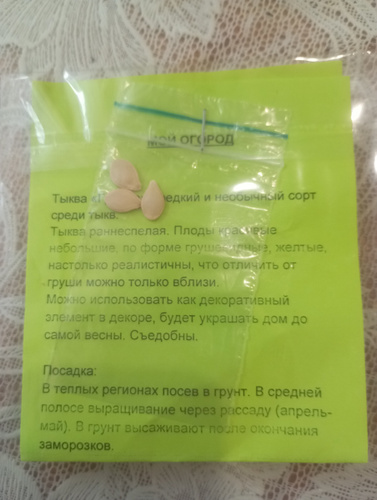 МОЙ ОГОРОД
Тыква редкий и необычный сорт
среди тыкв.
Тыква раннеспелая. Плоды красивые
небольшие, по форме грушевидные, желтые,
настолько реалистичны, что отличить от
груши можно только вблизи.
Можно использовать как декоративный
элемент в декоре, будет украшать дом до
самой весны. Съедобны.
Посадка:
В теплых регионах посев в грунт. В средней
полосе выращивание через рассаду (апрель-
май). В грунт высаживают после окончания
заморозков.